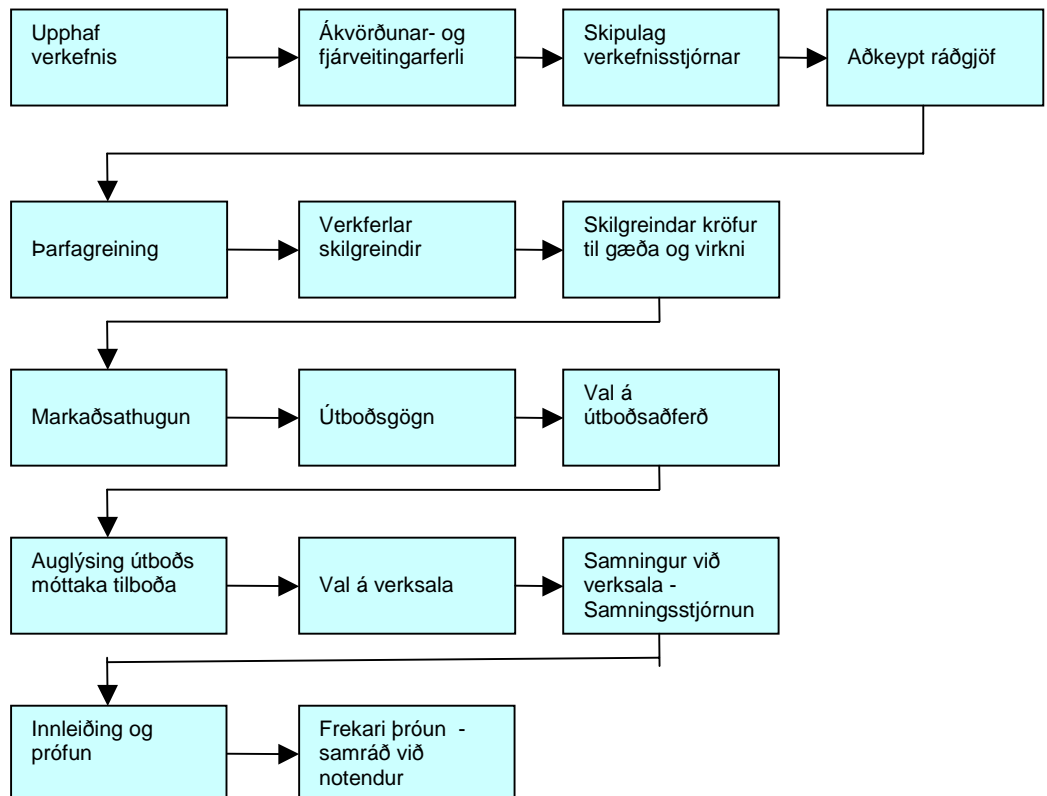 Upphaf
verkefnis
Ákvörðunar- og
fjárveitingarferli
Skipulag
verkefnisstjórnar
Aðkeypt ráðgjöf
Þarfagreining
Verkferlar
skilgreindir
Skilgreindar kröfur
til gæða og virkni
Markaðsathugun
Útboðsgögn
Val á
útboðsaðferð
Auglýsing útboðs
móttaka tilboða
Val á verksala
Samningur við
verksala -
Samningsstjórnun
Innleiðing og
prófun
Frekari þróun -
samráð við
notendur